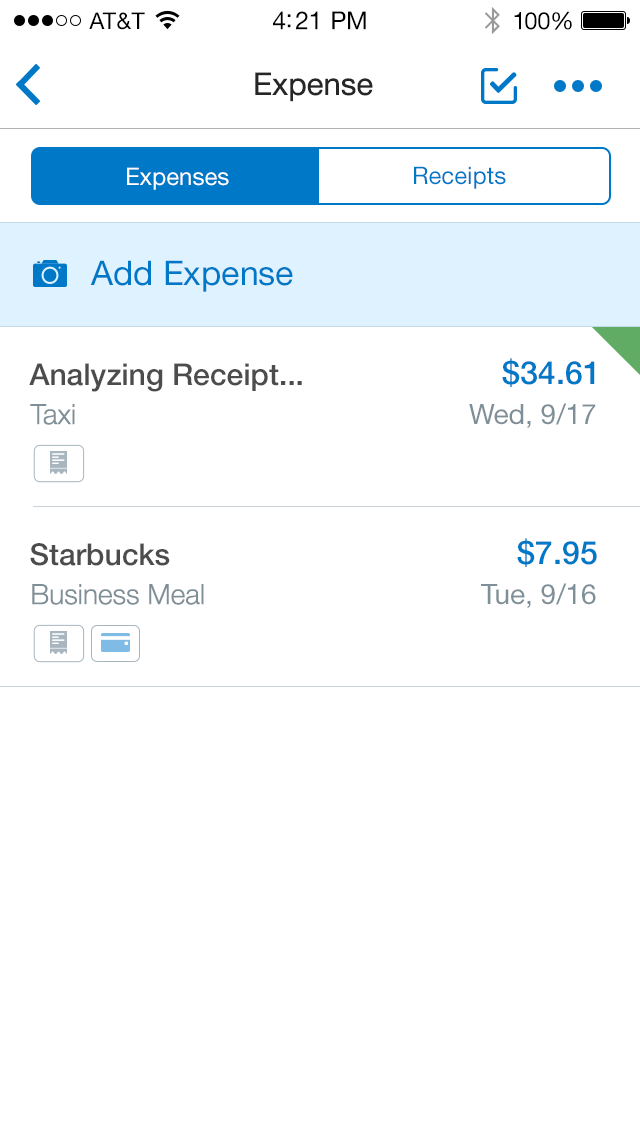 AT&T 4:21 PM 100%
Expense
Expenses Receipts
Add Expense
Analyzing Receipt... $34.61
Taxi Wed, 9/17
Starbucks $7.95
Business Meal Tue, 9/16